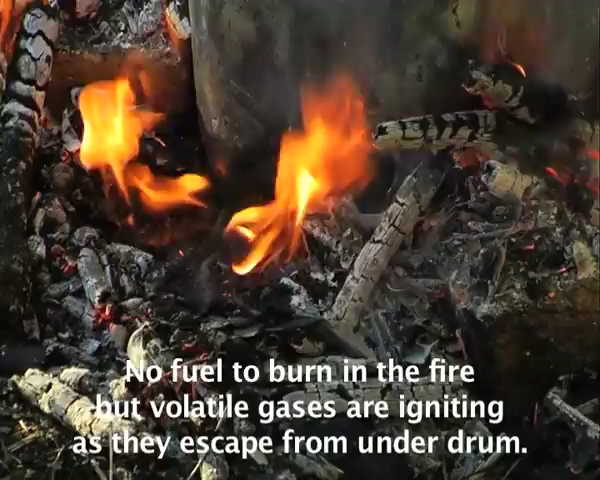 No fuel to burn in the fire
but volatile gases are igniting
as they escape from under drum.